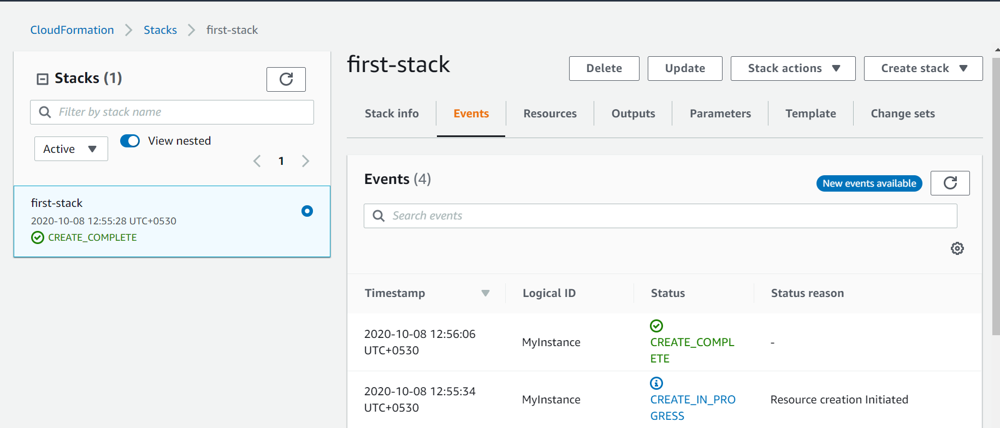 CloudFormation > Stacks > first-stack
Stacks (1)
Filter by stack name
Active
View nested
1
first-stack
2020-10-08 12:55:28 UTC+0530
CREATE_COMPLETE
first-stack
Delete
Update
Stack actions
Create stack
Stack info
Events
Resources
Outputs
Parameters
Template
Change sets
Events (4)
New events available
Search events
Timestamp
Logical ID
Status
Status reason
2020-10-08 12:56:06
UTC+0530
MyInstance
CREATE_COMPL
ETE
-
2020-10-08 12:55:34
UTC+0530
MyInstance
CREATE_IN_PRO
GRESS
Resource creation Initiated